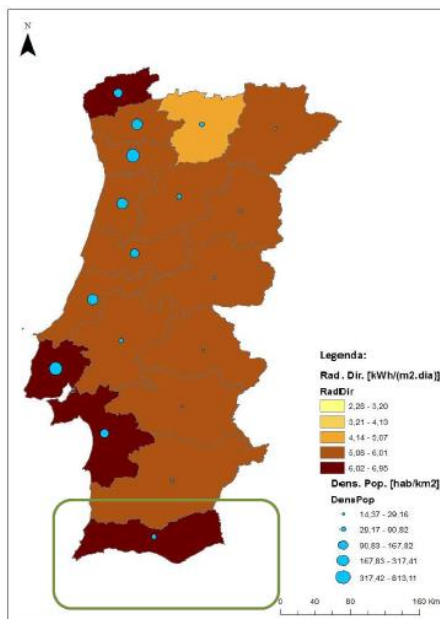 N
Legenda:
Rad. Dir. [kWh/(m2.dia)]
RadDir
2,26 - 3,20
3,21 - 4,13
4,14 - 5,07
5,08 - 6,01
6,02 - 6,95
Dens. Pop. [hab/km2]
DensPop
14,37 - 29,16
29,17 - 90,82
90,83 - 167,82
167,83 - 317,41
317,42 - 813,11
0 40 80 160 Km